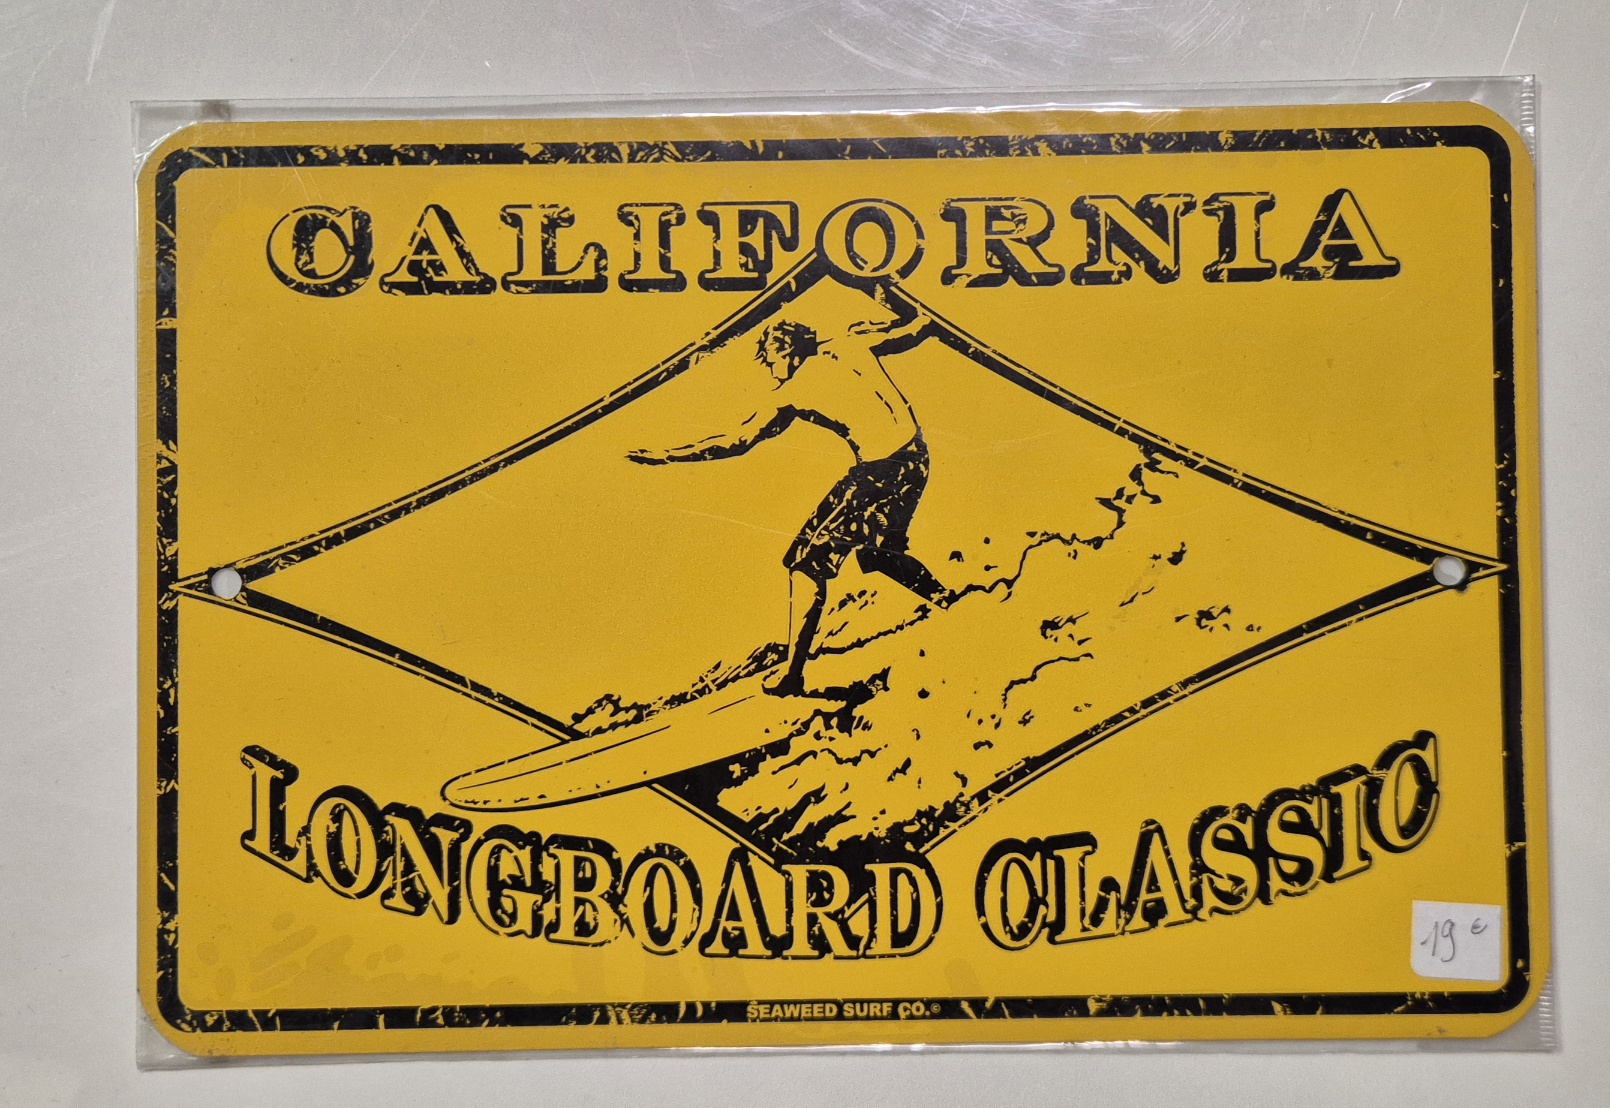 CALIFORNIA
LONGBOARD CLASSIC
19 €
SEAWEED SURF CO.©